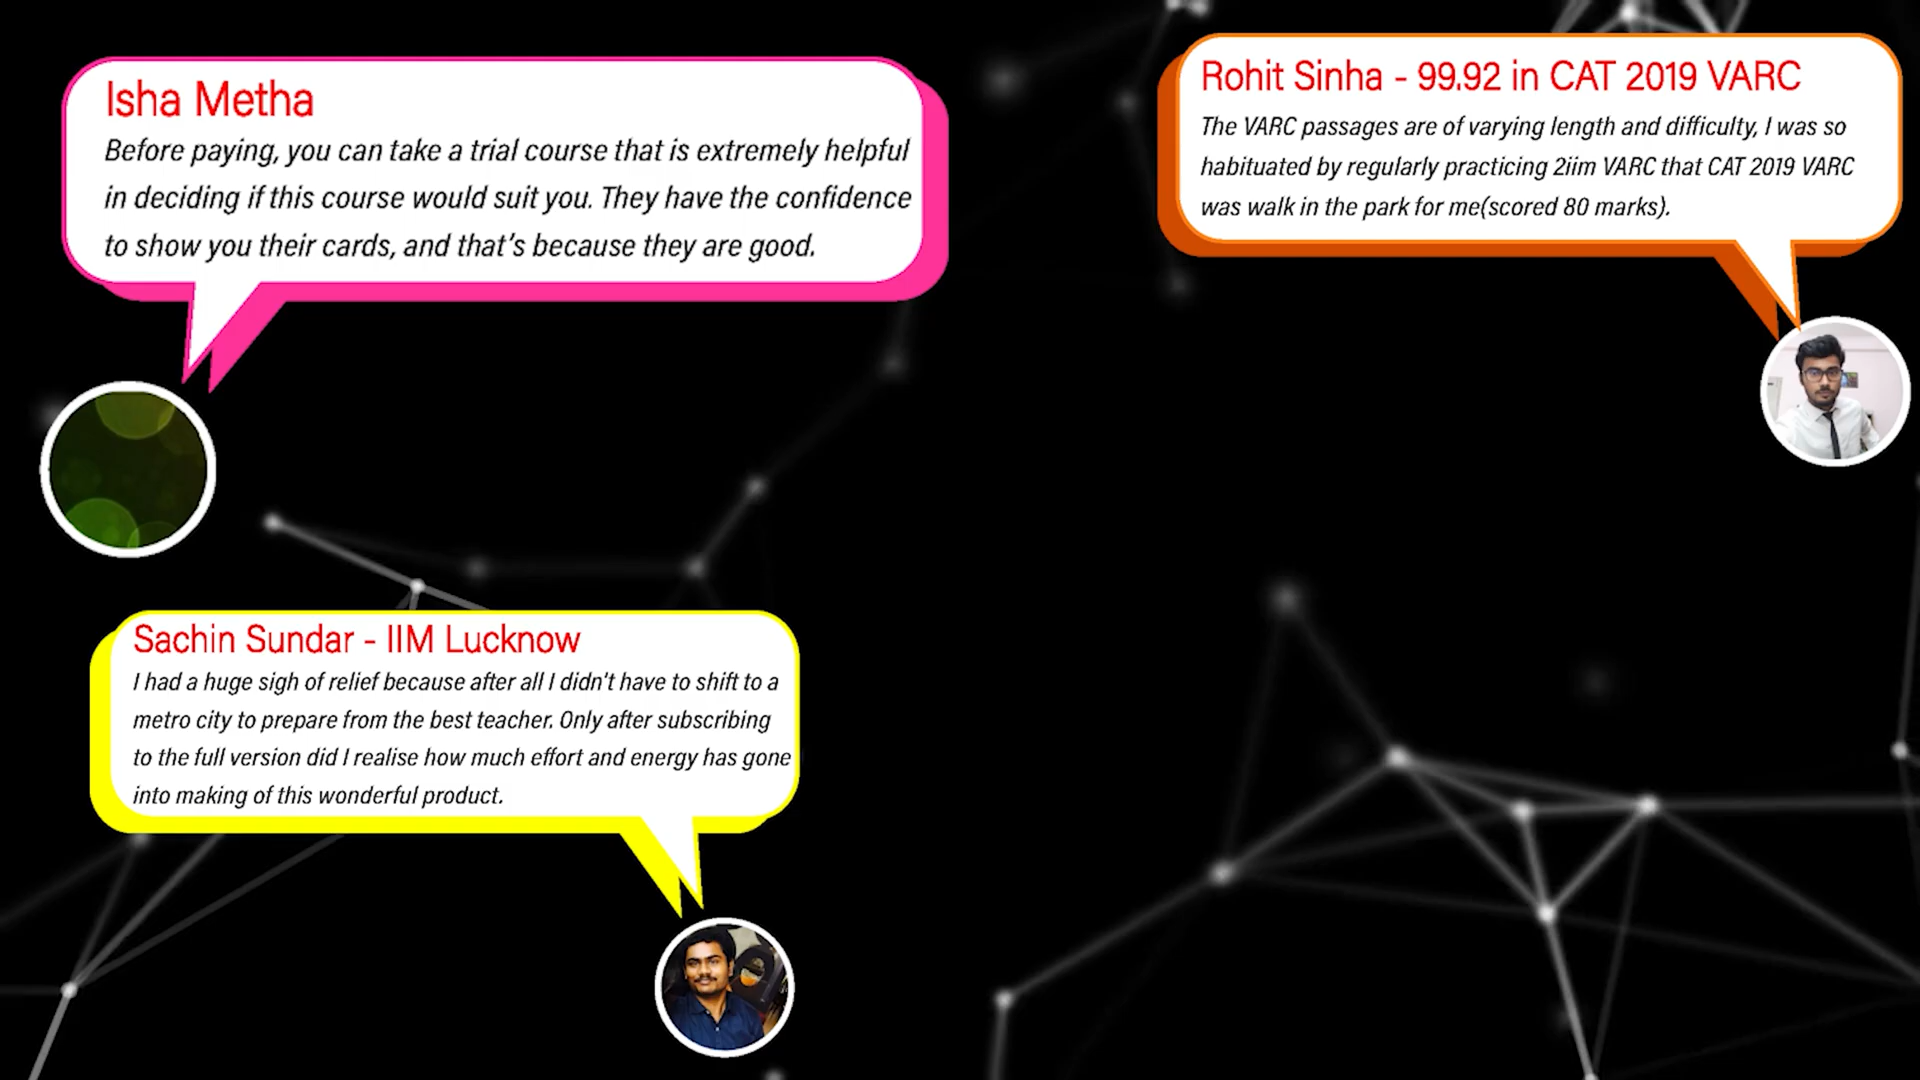 Isha Metha
Before paying, you can take a trial course that is extremely helpful
in deciding if this course would suit you. They have the confidence
to show you their cards, and that's because they are good.
Rohit Sinha - 99.92 in CAT 2019 VARC
The VARC passages are of varying length and difficulty, I was so
habituated by regularly practicing 2iim VARC that CAT 2019 VARC
was walk in the park for me(scored 80 marks).
Sachin Sundar - IIM Lucknow
I had a huge sigh of relief because after all I didn't have to shift to a
metro city to prepare from the best teacher. Only after subscribing
to the full version did I realise how much effort and energy has gone
into making of this wonderful product.